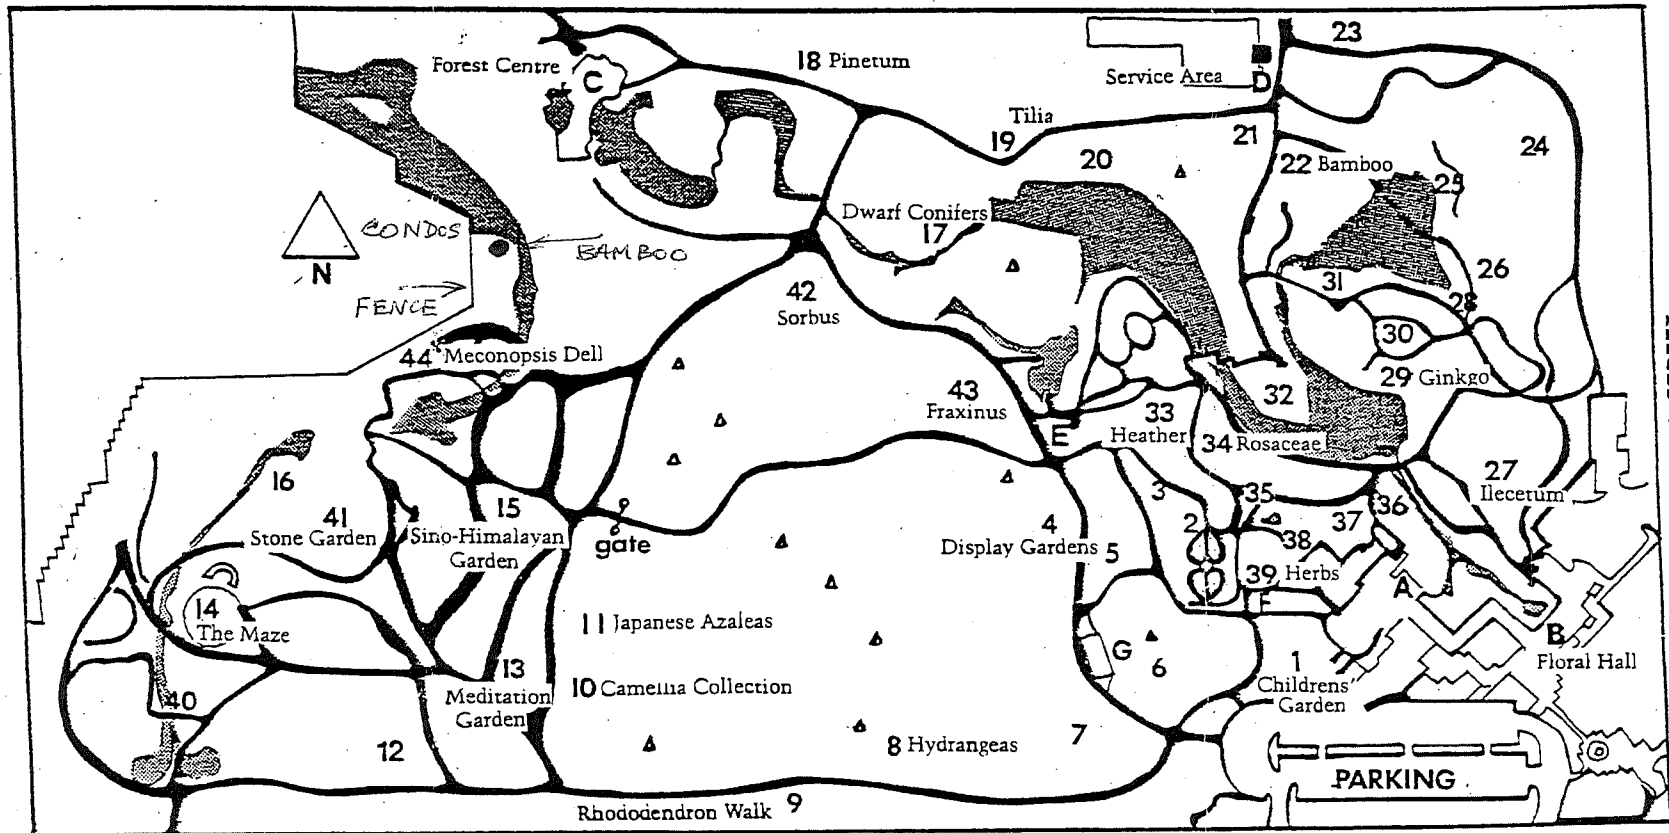 23
18 Pinetum
Forest Centre
C
Service Area
D
Tilia
19
20
21
22 Bamboo
24
25
Dwarf Conifers
17
CONDOS
BAMBOO
N
FENCE
42
Sorbus
31
26
28
30
44 Meconopsis Dell
29 Ginkgo
43
Fraxinus
32
33
Heather
E
34 Rosaceae
27
Ilecetum
16
3
35
36
15
41
Stone Garden
Sino-Himalayan
Garden
gate
4
Display Gardens
5
2
37
38
39 Herbs
A
F
14
The Maze
11 Japanese Azaleas
G
6
B
Floral Hall
1
Childrens'
Garden
13
Meditation
Garden
10 Camellia Collection
40
12
8 Hydrangeas
7
PARKING
Rhododendron Walk 9